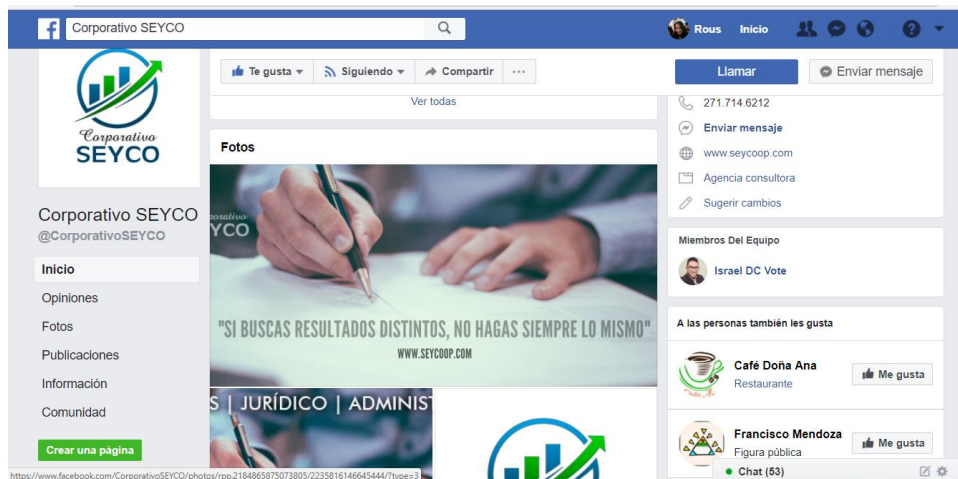 Corporativo SEYCO
Rous Inicio
Te gusta Siguiendo Compartir ...
Llamar
Enviar mensaje
Corporativo
SEYCO
Corporativo SEYCO
@CorporativoSEYCO
Inicio
Opiniones
Fotos
Publicaciones
Información
Comunidad
Crear una página
Ver todas
Fotos
YCO
"SI BUSCAS RESULTADOS DISTINTOS, NO HAGAS SIEMPRE LO MISMO"
WWW.SEYCOOP.COM
S | JURÍDICO | ADMINIST
271.714.6212
Enviar mensaje
www.seycoop.com
Agencia consultora
Sugerir cambios
Miembros Del Equipo
Israel DC Vote
A las personas también les gusta
Café Doña Ana
Restaurante
Me gusta
Francisco Mendoza
Figura pública
Me gusta
Chat (53)
https://www.facebook.com/CorporativoSEYCO/photos/rpp.2184865875073805/2235816146645444/?type=3